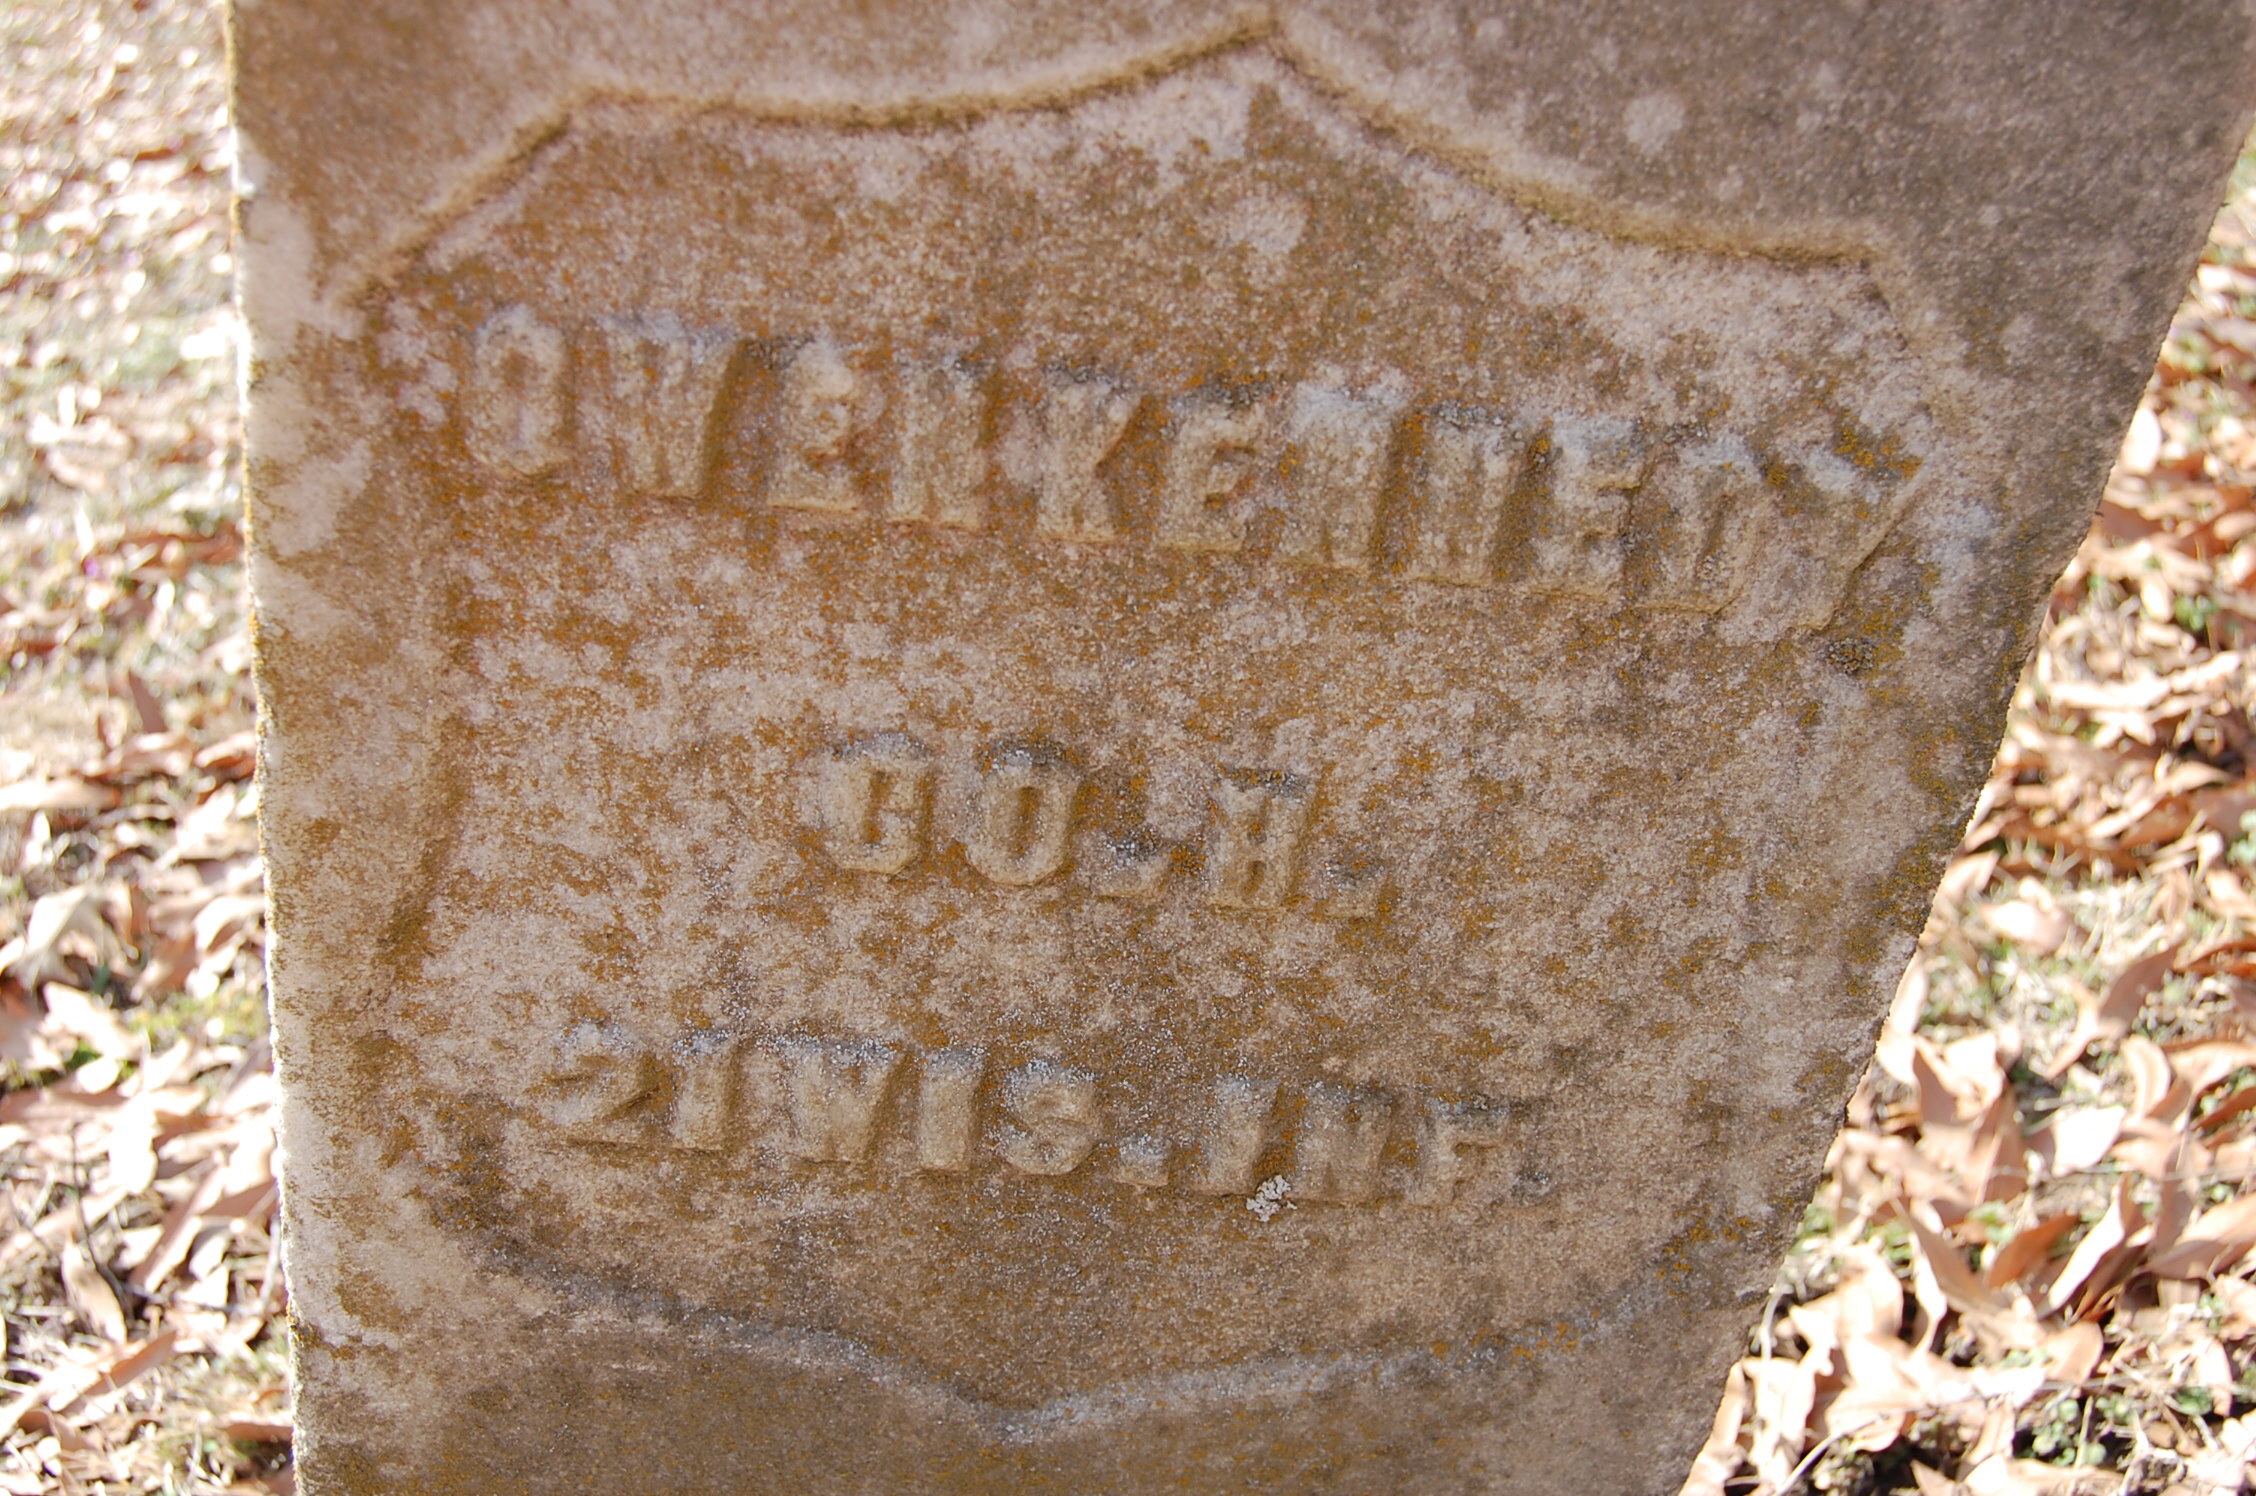 OWEN KENNEDY
CO. H.
21 WIS. INF.